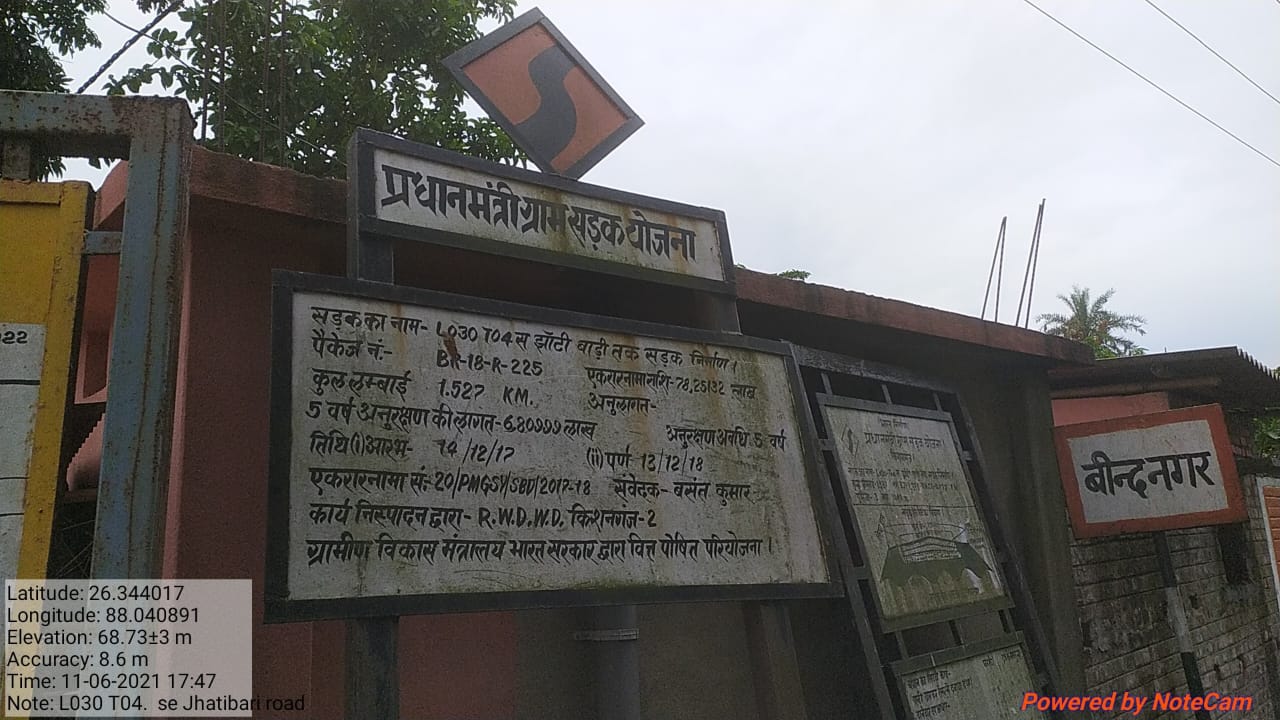 प्रधानमंत्री ग्राम सड़क योजना
सड़क का नाम- L030 T04 स झॉटी बाड़ी तक सड़क निर्माण।
पैकेज नं:- BR-18-R-225
एकरारनामा राशि- 78.25132 लाख
कुल लम्बाई 1.527 KM.
अनुलागत-
5 वर्ष अनुरक्षण की लागत- 6.80999 लाख
अनुरक्षण अवधि 5 वर्ष
तिथि (i) आरंभ- 14/12/17
(ii) पुर्ण 13/12/18
एकरारनामा सं:- 20/PMGSY/SBD/2017-18 संवेदक- बसंत कुमार
कार्य निस्पादन द्वारा- R.W.D.W.D. किशनगंज-2
ग्रामीण विकास मंत्रालय भारत सरकार द्वारा वित्त पोषित परियोजना।
बीन्दनगर
22
Latitude: 26.344017
Longitude: 88.040891
Elevation: 68.73±3 m
Accuracy: 8.6 m
Time: 11-06-2021 17:47
Note: L030 T04. se Jhatibari road
Powered by NoteCam